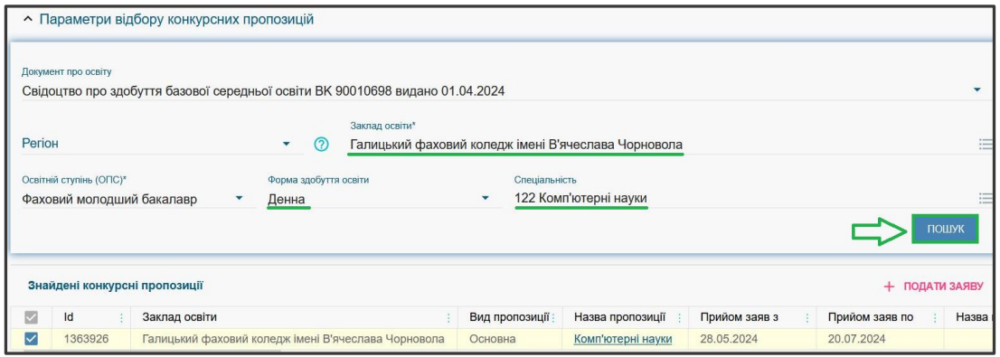 Параметри відбору конкурсних пропозицій
Документ про освіту
Свідоцтво про здобуття базової середньої освіти ВК 90010698 видано 01.04.2024
Заклад освіти*
Регіон ? Галицький фаховий коледж імені В'ячеслава Чорновола
Освітній ступінь (ОПС)* Форма здобуття освіти Спеціальність
Фаховий молодший бакалавр Денна 122 Комп'ютерні науки
ПОШУК
Знайдені конкурсні пропозиції + ПОДАТИ ЗАЯВУ
Id Заклад освіти Вид пропозиції Назва пропозиції Прийом заяв з Прийом заяв по Назва
1363926 Галицький фаховий коледж імені В'ячеслава Чорновола Основна Комп'ютерні науки 28.05.2024 20.07.2024